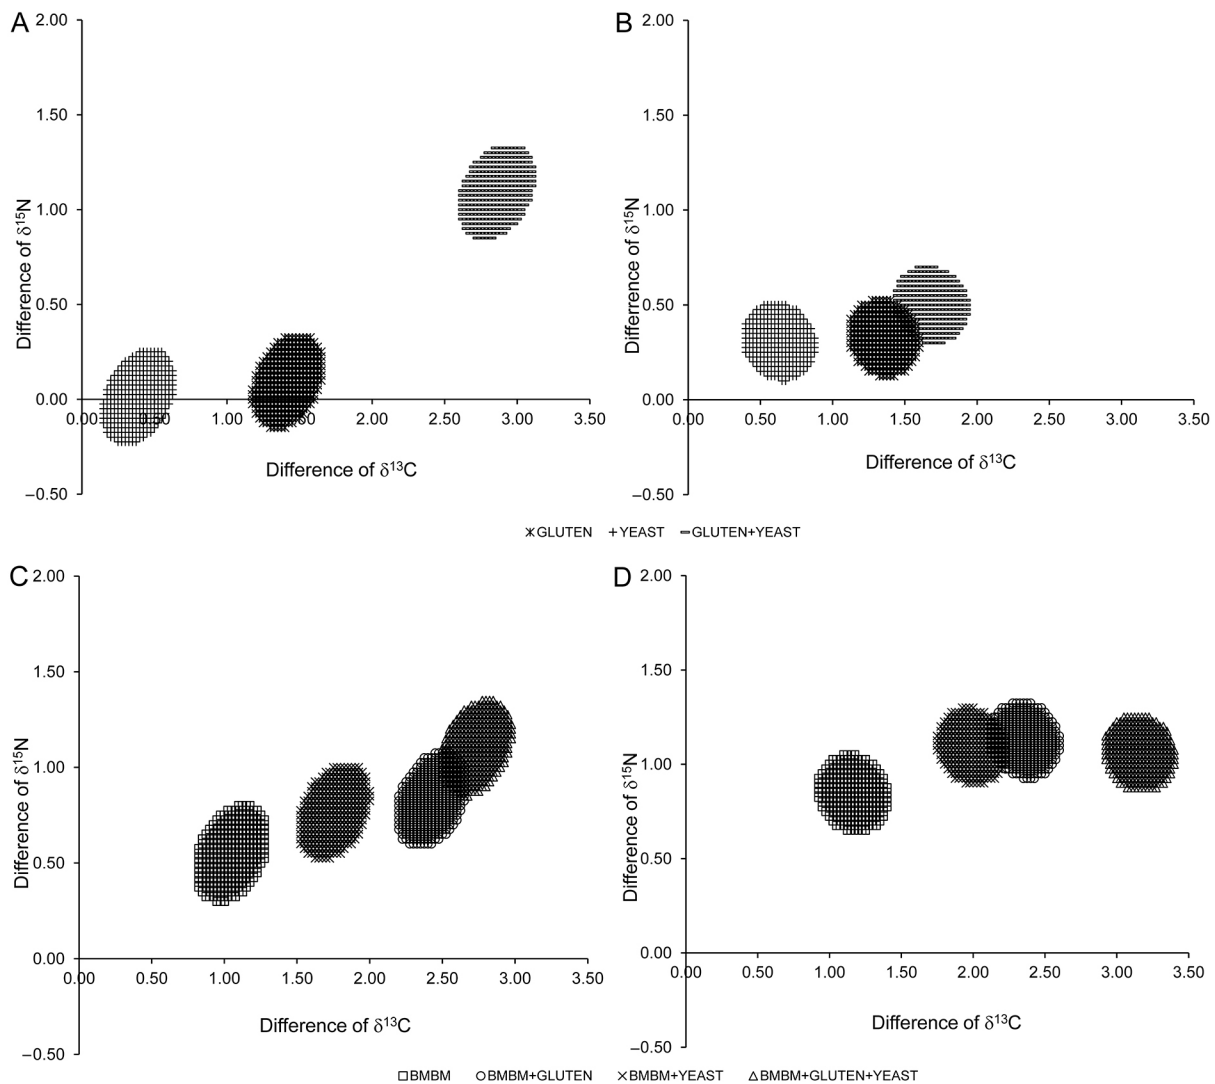 A
2.00
1.50
1.00
0.50
0.00
–0.50
0.00 0.50 1.00 1.50 2.00 2.50 3.00 3.50
Difference of δ15N
Difference of δ13C
B
2.00
1.50
1.00
0.50
0.00
–0.50
0.00 0.50 1.00 1.50 2.00 2.50 3.00 3.50
Diferrence of δ15N
Difference of δ13C
GLUTEN YEAST GLUTEN+YEAST
C
2.00
1.50
1.00
0.50
0.00
–0.50
0.00 0.50 1.00 1.50 2.00 2.50 3.00 3.50
Difference of δ15N
Difference of δ13C
D
2.00
1.50
1.00
0.50
0.00
–0.50
0.00 0.50 1.00 1.50 2.00 2.50 3.00 3.50
Difference of δ15N
Difference of δ13C
BMBM BMBM+GLUTEN BMBM+YEAST BMBM+GLUTEN+YEAST